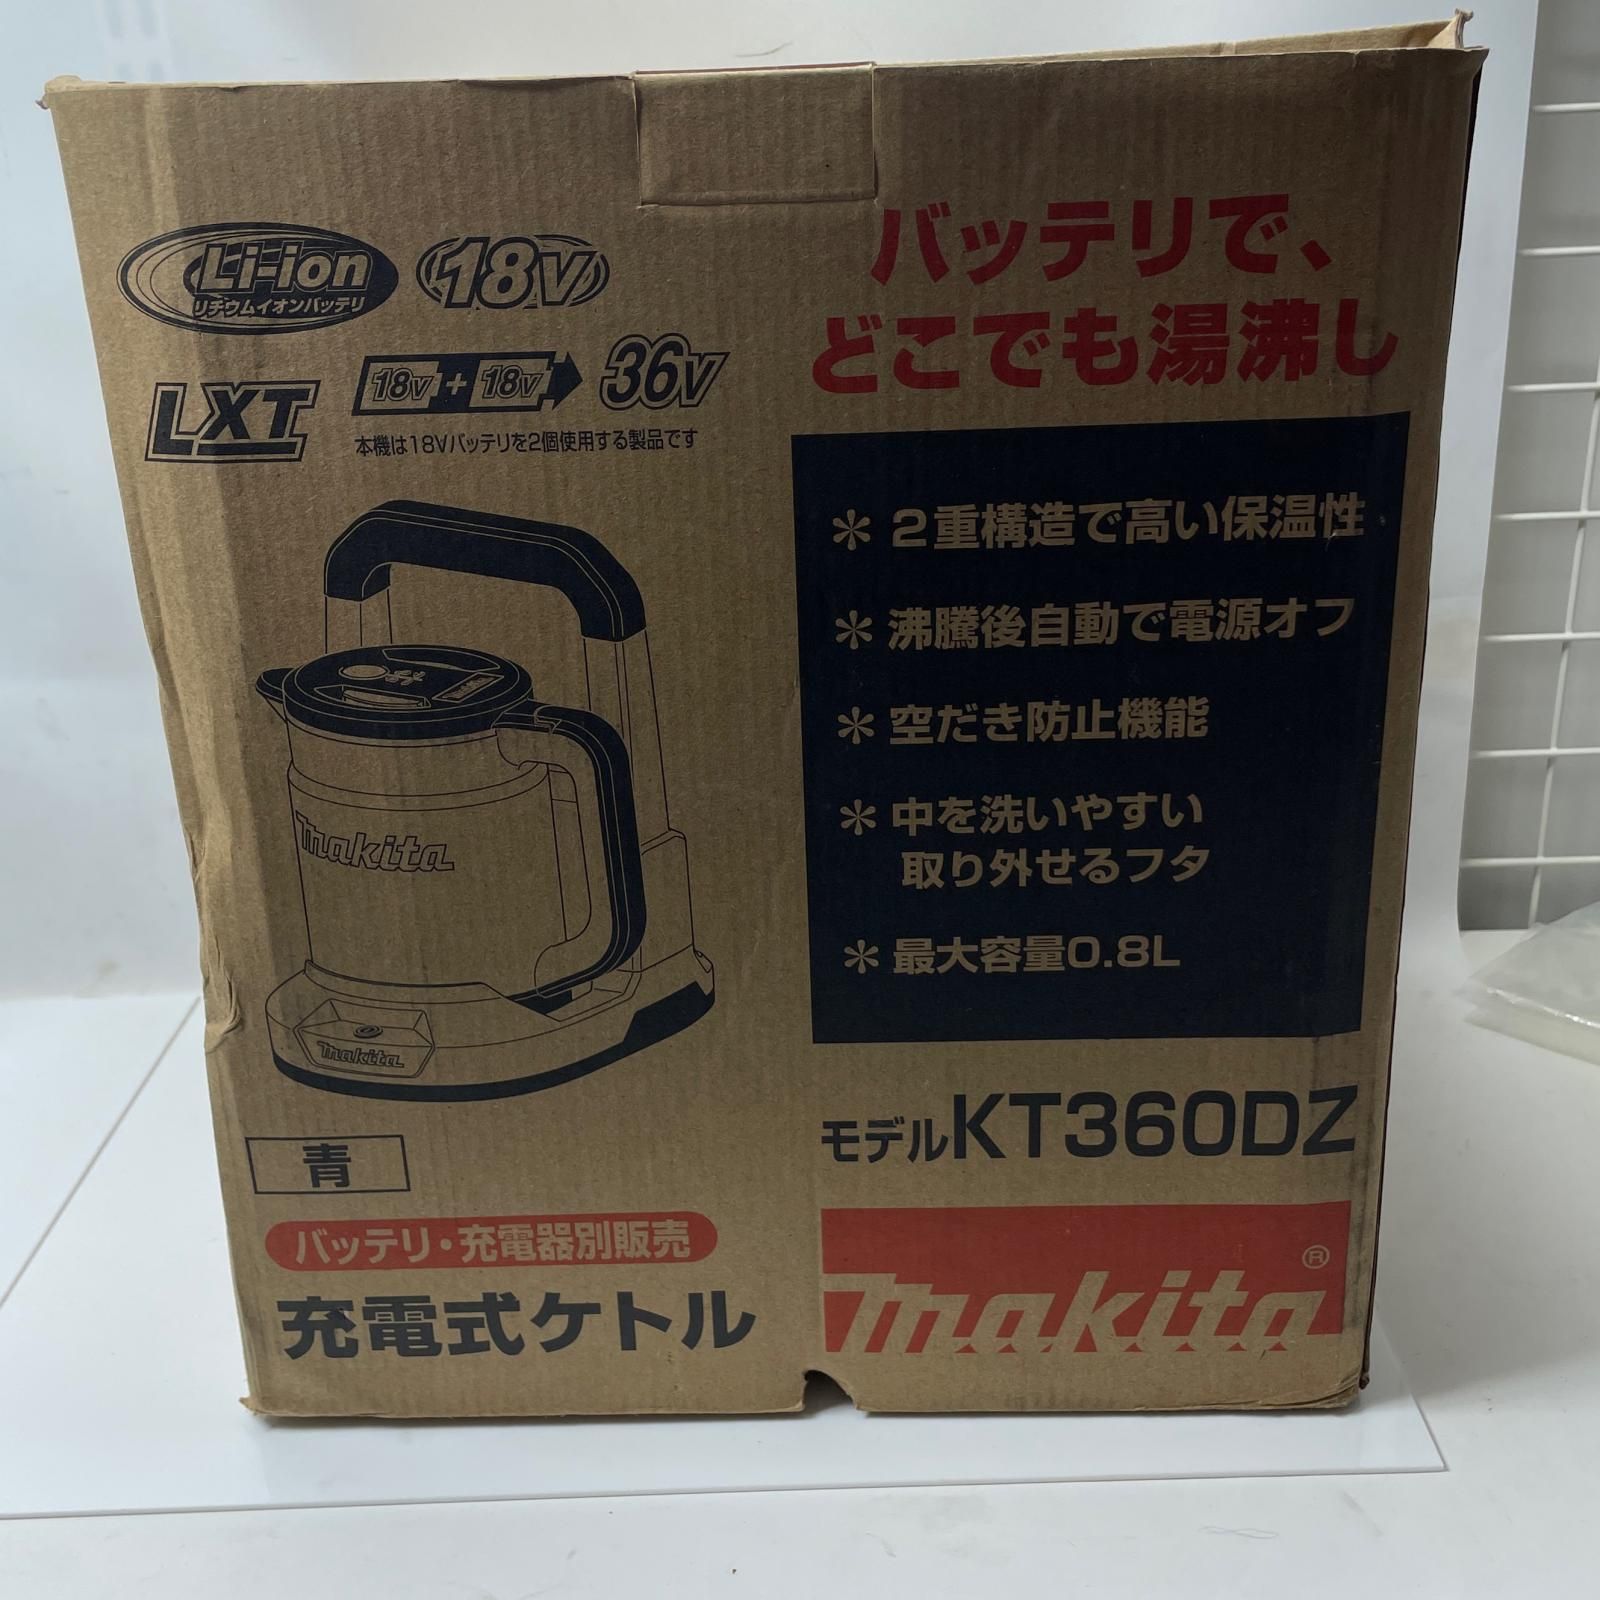 Li-ion
リチウムイオンバッテリ
18V
LXT
18V + 18V 36V
本機は18Vバッテリを2個使用する製品です
バッテリで、
どこでも湯沸し
＊ 2重構造で高い保温性
＊ 沸騰後自動で電源オフ
＊ 空だき防止機能
＊ 中を洗いやすい
取り外せるフタ
＊ 最大容量0.8L
makita
makita
青
バッテリ・充電器別販売
充電式ケトル
モデルKT360DZ
makita®